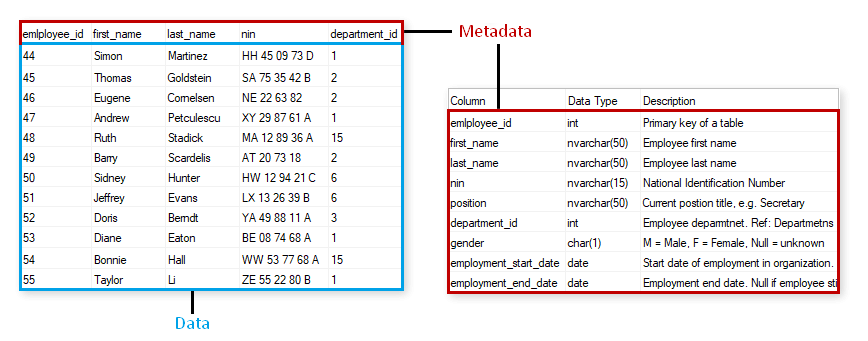 emlployee_id first_name last_name nin department_id
44 Simon Martinez HH 45 09 73 D 1
45 Thomas Goldstein SA 75 35 42 B 2
46 Eugene Cornelsen NE 22 63 82 2
47 Andrew Petculescu XY 29 87 61 A 1
48 Ruth Stadick MA 12 89 36 A 15
49 Barry Scardelis AT 20 73 18 2
50 Sidney Hunter HW 12 94 21 C 6
51 Jeffrey Evans LX 13 26 39 B 6
52 Doris Berndt YA 49 88 11 A 3
53 Diane Eaton BE 08 74 68 A 1
54 Bonnie Hall WW 53 77 68 A 15
55 Taylor Li ZE 55 22 80 B 1
Data
Metadata
Column Data Type Description
emlployee_id int Primary key of a table
first_name nvarchar(50) Employee first name
last_name nvarchar(50) Employee last name
nin nvarchar(15) National Identification Number
position nvarchar(50) Current postion title, e.g. Secretary
department_id int Employee depamtnet. Ref: Departmetns
gender char(1) M = Male, F = Female, Null = unknown
employment_start_date date Start date of employment in organization.
employment_end_date date Employment end date. Null if employee sti